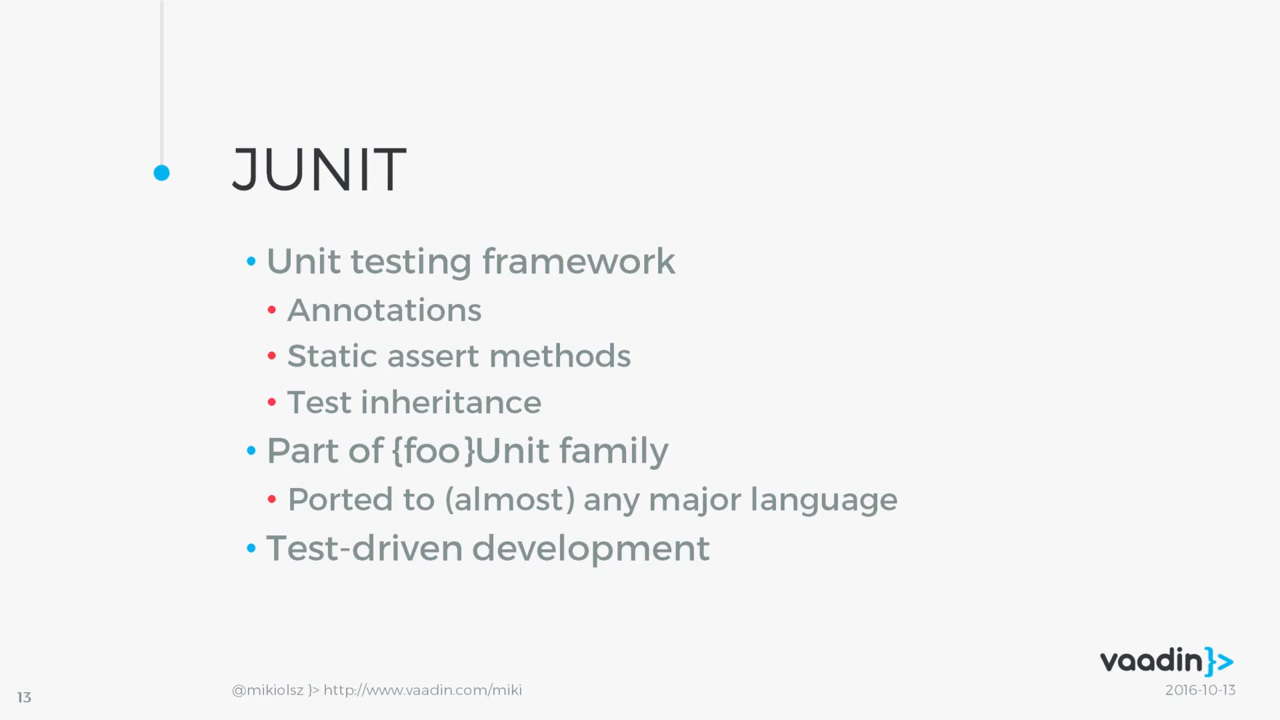 JUNIT
• Unit testing framework
• Annotations
• Static assert methods
• Test inheritance
• Part of {foo}Unit family
• Ported to (almost) any major language
• Test-driven development
vaadin}>
13
@mikiolsz }> http://www.vaadin.com/miki
2016-10-13